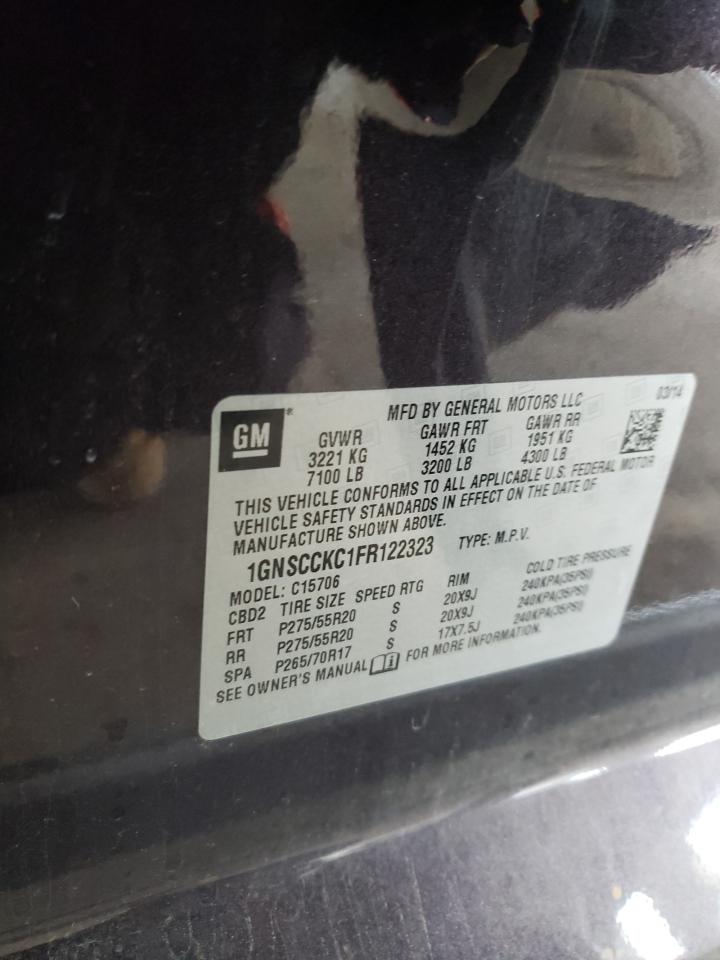 GM®
MFD BY GENERAL MOTORS LLC
03/14
GVWR GAWR FRT GAWR RR
3221 KG 1452 KG 1951 KG
7100 LB 3200 LB 4300 LB
THIS VEHICLE CONFORMS TO ALL APPLICABLE U.S. FEDERAL MOTOR
VEHICLE SAFETY STANDARDS IN EFFECT ON THE DATE OF
MANUFACTURE SHOWN ABOVE.
1GNSCCKC1FR122323 TYPE: M.P.V.
MODEL: C15706
CBD2 TIRE SIZE SPEED RTG RIM COLD TIRE PRESSURE
FRT P275/55R20 S 20X9J 240KPA(35PSI)
RR P275/55R20 S 20X9J 240KPA(35PSI)
SPA P265/70R17 S 17X7.5J 240KPA(35PSI)
SEE OWNER'S MANUAL FOR MORE INFORMATION.